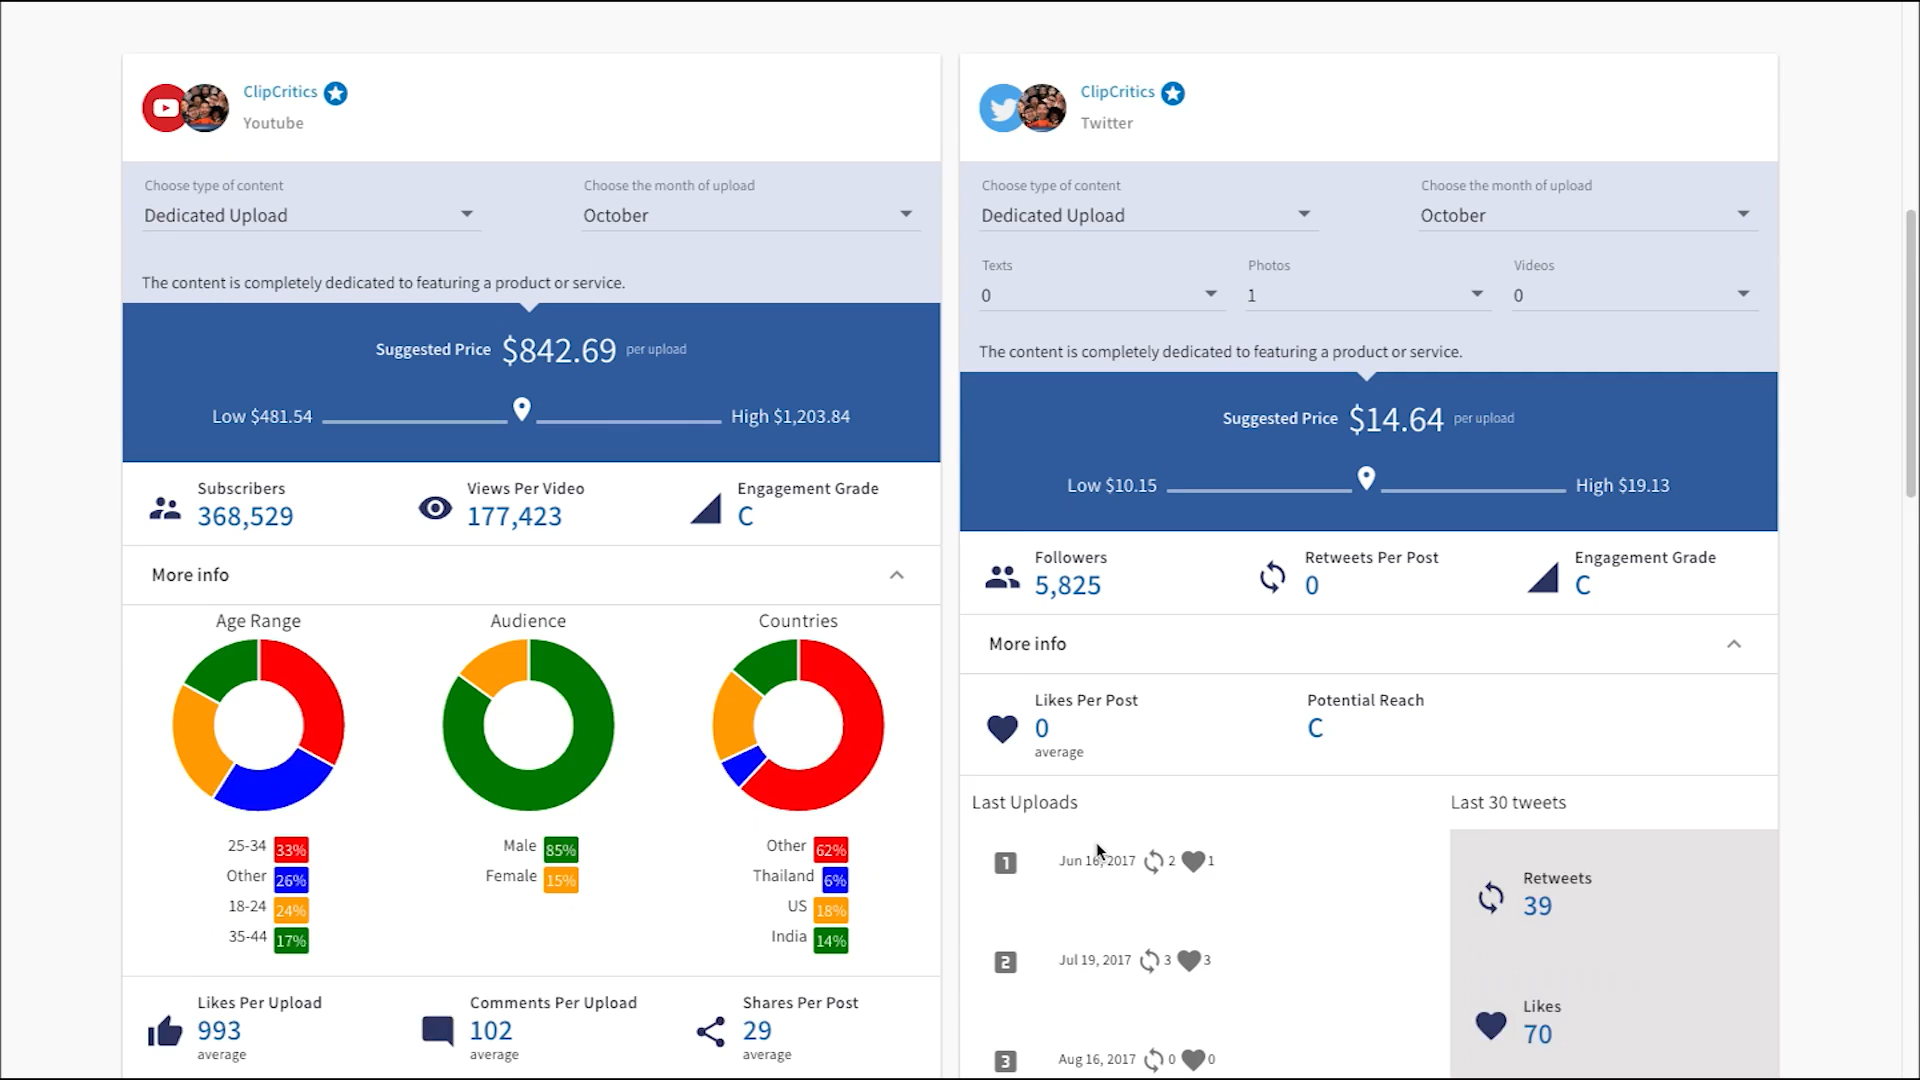 ClipCritics
Youtube
Choose type of content
Choose the month of upload
Dedicated Upload
October
The content is completely dedicated to featuring a product or service.
Suggested Price $842.69 per upload
Low $481.54
High $1,203.84
Subscribers
368,529
Views Per Video
177,423
Engagement Grade
C
More info
Age Range
Audience
Countries
25-34 33%
Other 26%
18-24 24%
35-44 17%
Male 85%
Female 15%
Other 62%
Thailand 6%
US 18%
India 14%
Likes Per Upload
993
average
Comments Per Upload
102
average
Shares Per Post
29
average
ClipCritics
Twitter
Choose type of content
Choose the month of upload
Dedicated Upload
October
Texts
Photos
Videos
0
1
0
The content is completely dedicated to featuring a product or service.
Suggested Price $14.64 per upload
Low $10.15
High $19.13
Followers
5,825
Retweets Per Post
0
Engagement Grade
C
More info
Likes Per Post
0
average
Potential Reach
C
Last Uploads
1 Jun 16, 2017 2 1
2 Jul 19, 2017 3 3
3 Aug 16, 2017 0 0
Last 30 tweets
Retweets
39
Likes
70